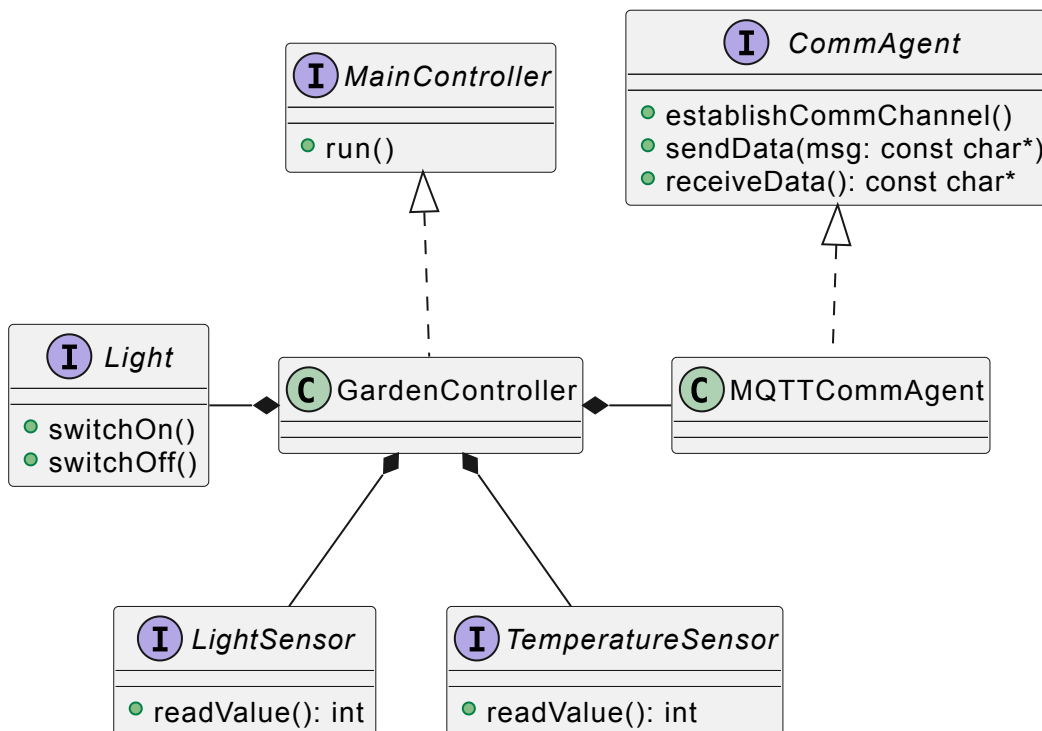 I MainController
run()
I CommAgent
establishCommChannel()
sendData(msg: const char*)
receiveData(): const char*
I Light
switchOn()
switchOff()
C GardenController
C MQTTCommAgent
I LightSensor
readValue(): int
I TemperatureSensor
readValue(): int